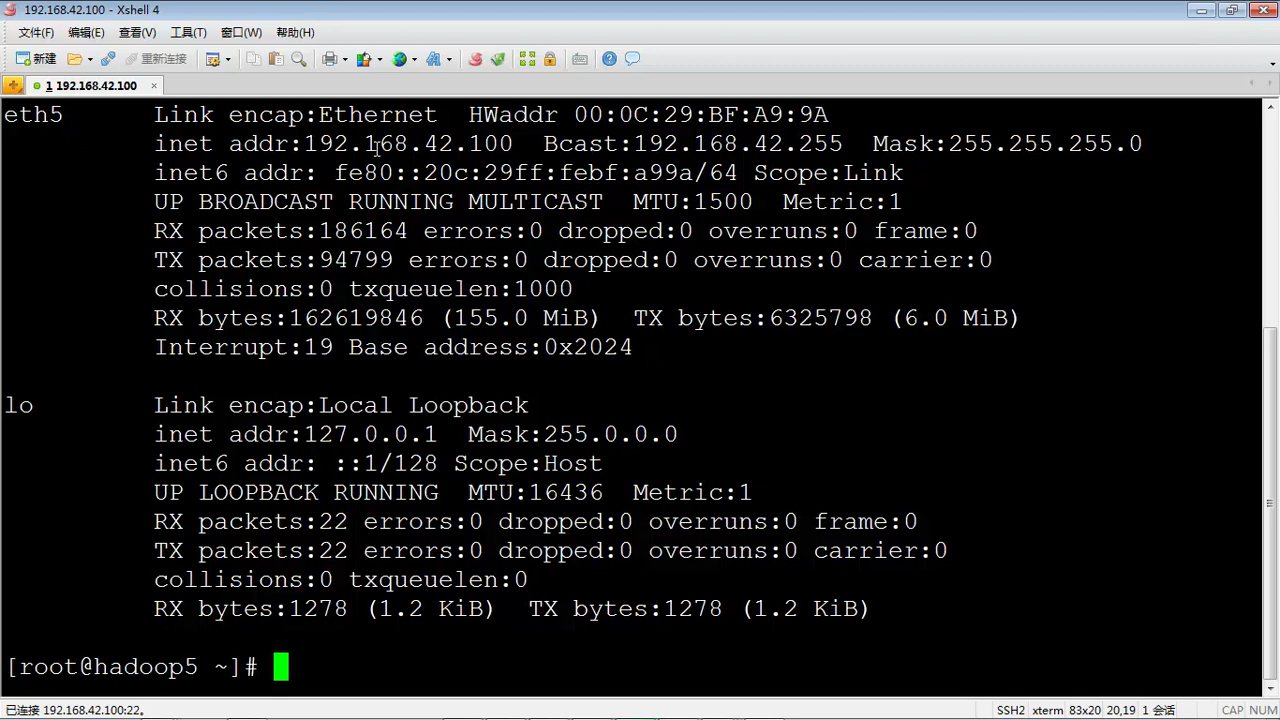 192.168.42.100 - Xshell 4
文件(F) 编辑(E) 查看(V) 工具(T) 窗口(W) 帮助(H)
新建 重新连接
1 192.168.42.100 ×
eth5 Link encap:Ethernet HWaddr 00:0C:29:BF:A9:9A
inet addr:192.168.42.100 Bcast:192.168.42.255 Mask:255.255.255.0
inet6 addr: fe80::20c:29ff:febf:a99a/64 Scope:Link
UP BROADCAST RUNNING MULTICAST MTU:1500 Metric:1
RX packets:186164 errors:0 dropped:0 overruns:0 frame:0
TX packets:94799 errors:0 dropped:0 overruns:0 carrier:0
collisions:0 txqueuelen:1000
RX bytes:162619846 (155.0 MiB) TX bytes:6325798 (6.0 MiB)
Interrupt:19 Base address:0x2024
lo Link encap:Local Loopback
inet addr:127.0.0.1 Mask:255.0.0.0
inet6 addr: ::1/128 Scope:Host
UP LOOPBACK RUNNING MTU:16436 Metric:1
RX packets:22 errors:0 dropped:0 overruns:0 frame:0
TX packets:22 errors:0 dropped:0 overruns:0 carrier:0
collisions:0 txqueuelen:0
RX bytes:1278 (1.2 KiB) TX bytes:1278 (1.2 KiB)
[root@hadoop5 ~]#
已连接 192.168.42.100:22。 SSH2 xterm 83x20 20,19 1 会话 CAP NUM